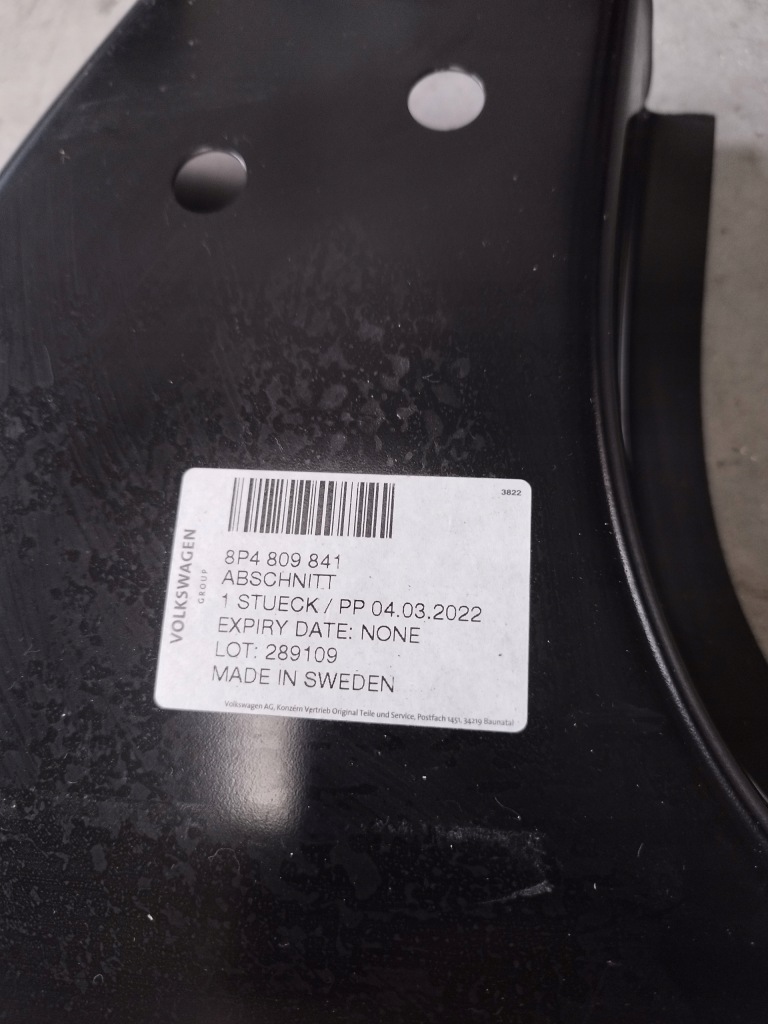 3822
VOLKSWAGEN
GROUP
8P4 809 841
ABSCHNITT
1 STUECK / PP 04.03.2022
EXPIRY DATE: NONE
LOT: 289109
MADE IN SWEDEN
Volkswagen AG, Konzern Vertrieb Original Teile und Service, Postfach 1451, 34219 Baunatal